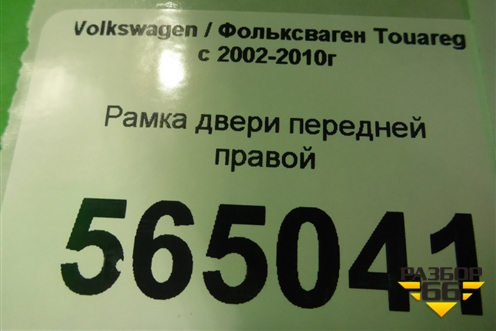 Volkswagen / Фольксваген Touareg
с 2002-2010г
Рамка двери передней
правой
565041
РАЗБОР
66